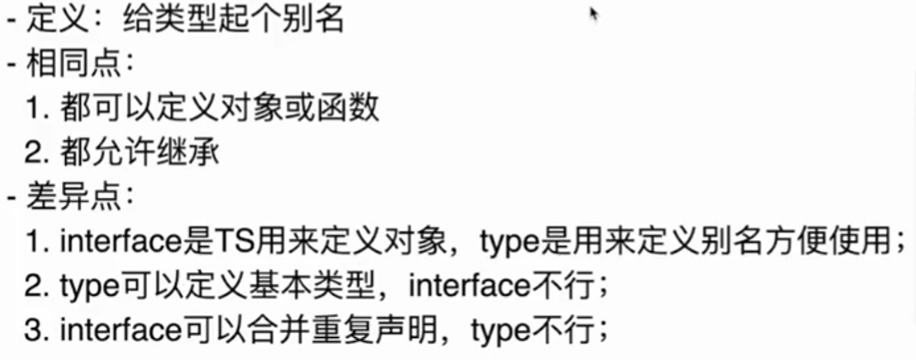 - 定义：给类型起个别名
- 相同点：
1. 都可以定义对象或函数
2. 都允许继承
- 差异点：
1. interface是TS用来定义对象，type是用来定义别名方便使用；
2. type可以定义基本类型，interface不行；
3. interface可以合并重复声明，type不行；